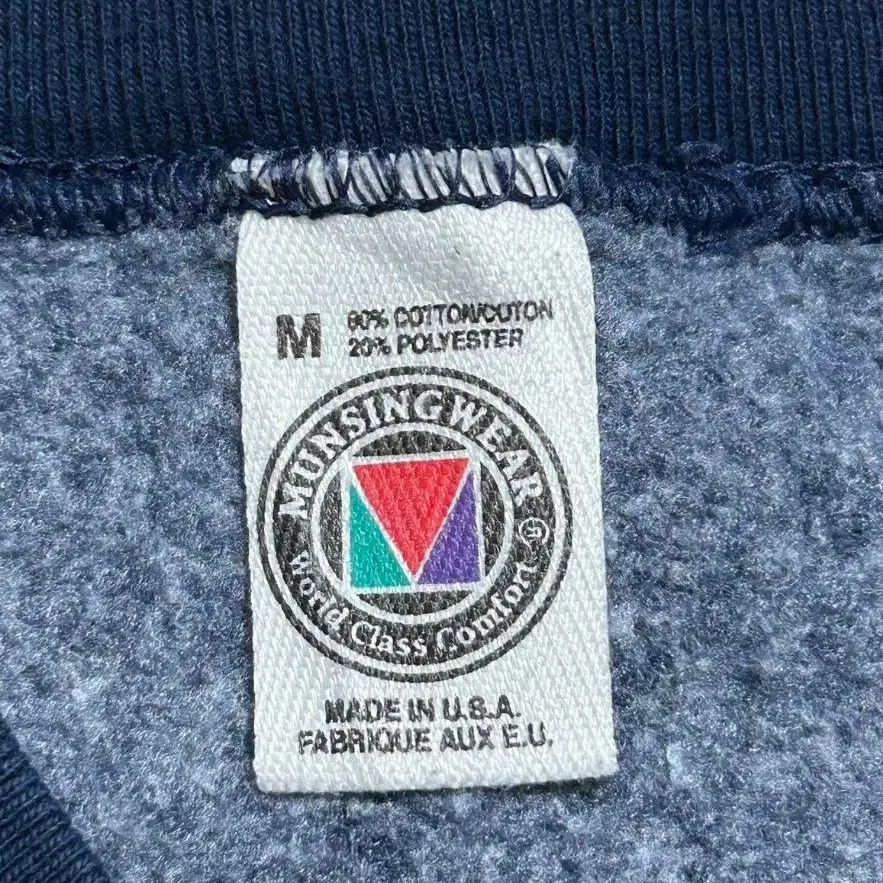 M
80% COTTON/COTON
20% POLYESTER
MUNSINGWEAR
®
World Class Comfort
MADE IN U.S.A.
FABRIQUE AUX E.U.